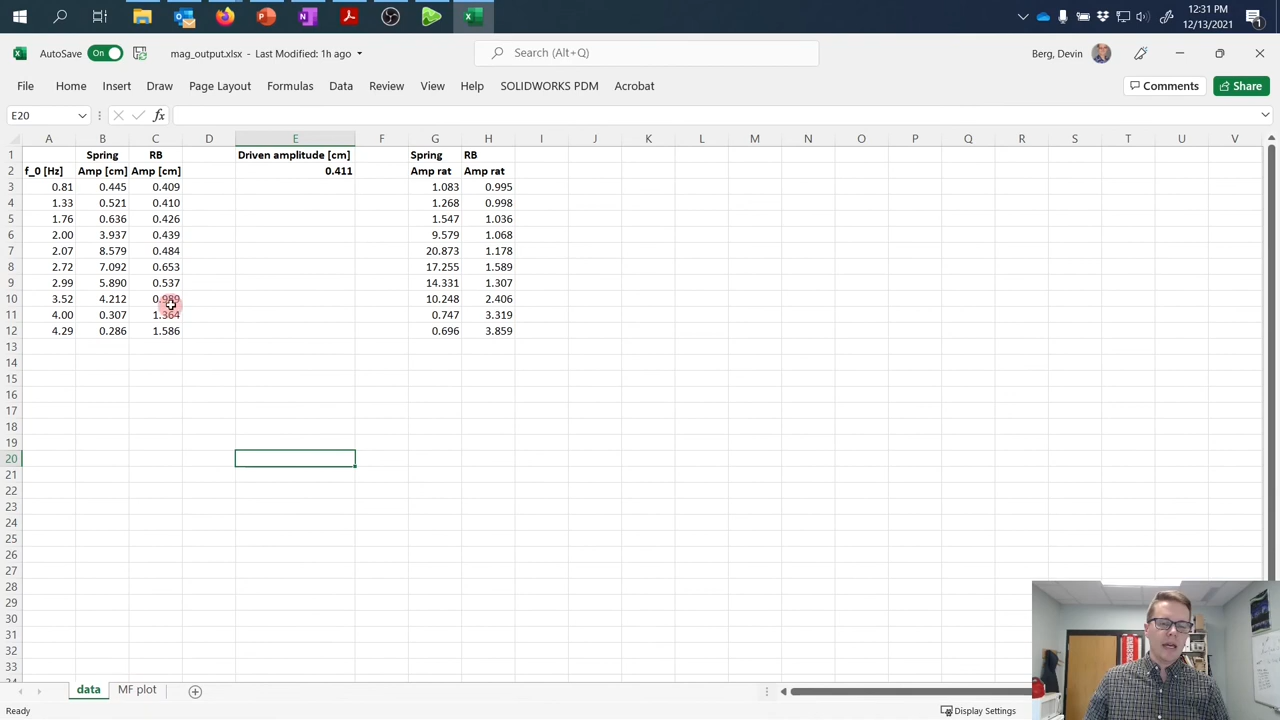 12:31 PM
12/13/2021
1
AutoSave On mag_output.xlsx - Last Modified: 1h ago Search (Alt+Q) Berg, Devin
File Home Insert Draw Page Layout Formulas Data Review View Help SOLIDWORKS PDM Acrobat Comments Share
E20 fx
A B C D E F G H I J K L M N O P Q R S T U V
1 Spring RB Driven amplitude [cm] Spring RB
2 f_0 [Hz] Amp [cm] Amp [cm] 0.411 Amp rat Amp rat
3 0.81 0.445 0.409 1.083 0.995
4 1.33 0.521 0.410 1.268 0.998
5 1.76 0.636 0.426 1.547 1.036
6 2.00 3.937 0.439 9.579 1.068
7 2.07 8.579 0.484 20.873 1.178
8 2.72 7.092 0.653 17.255 1.589
9 2.99 5.890 0.537 14.331 1.307
10 3.52 4.212 0.989 10.248 2.406
11 4.00 0.307 1.364 0.747 3.319
12 4.29 0.286 1.586 0.696 3.859
13
14
15
16
17
18
19
20
21
22
23
24
25
26
27
28
29
30
31
32
33
data MF plot
Ready Display Settings